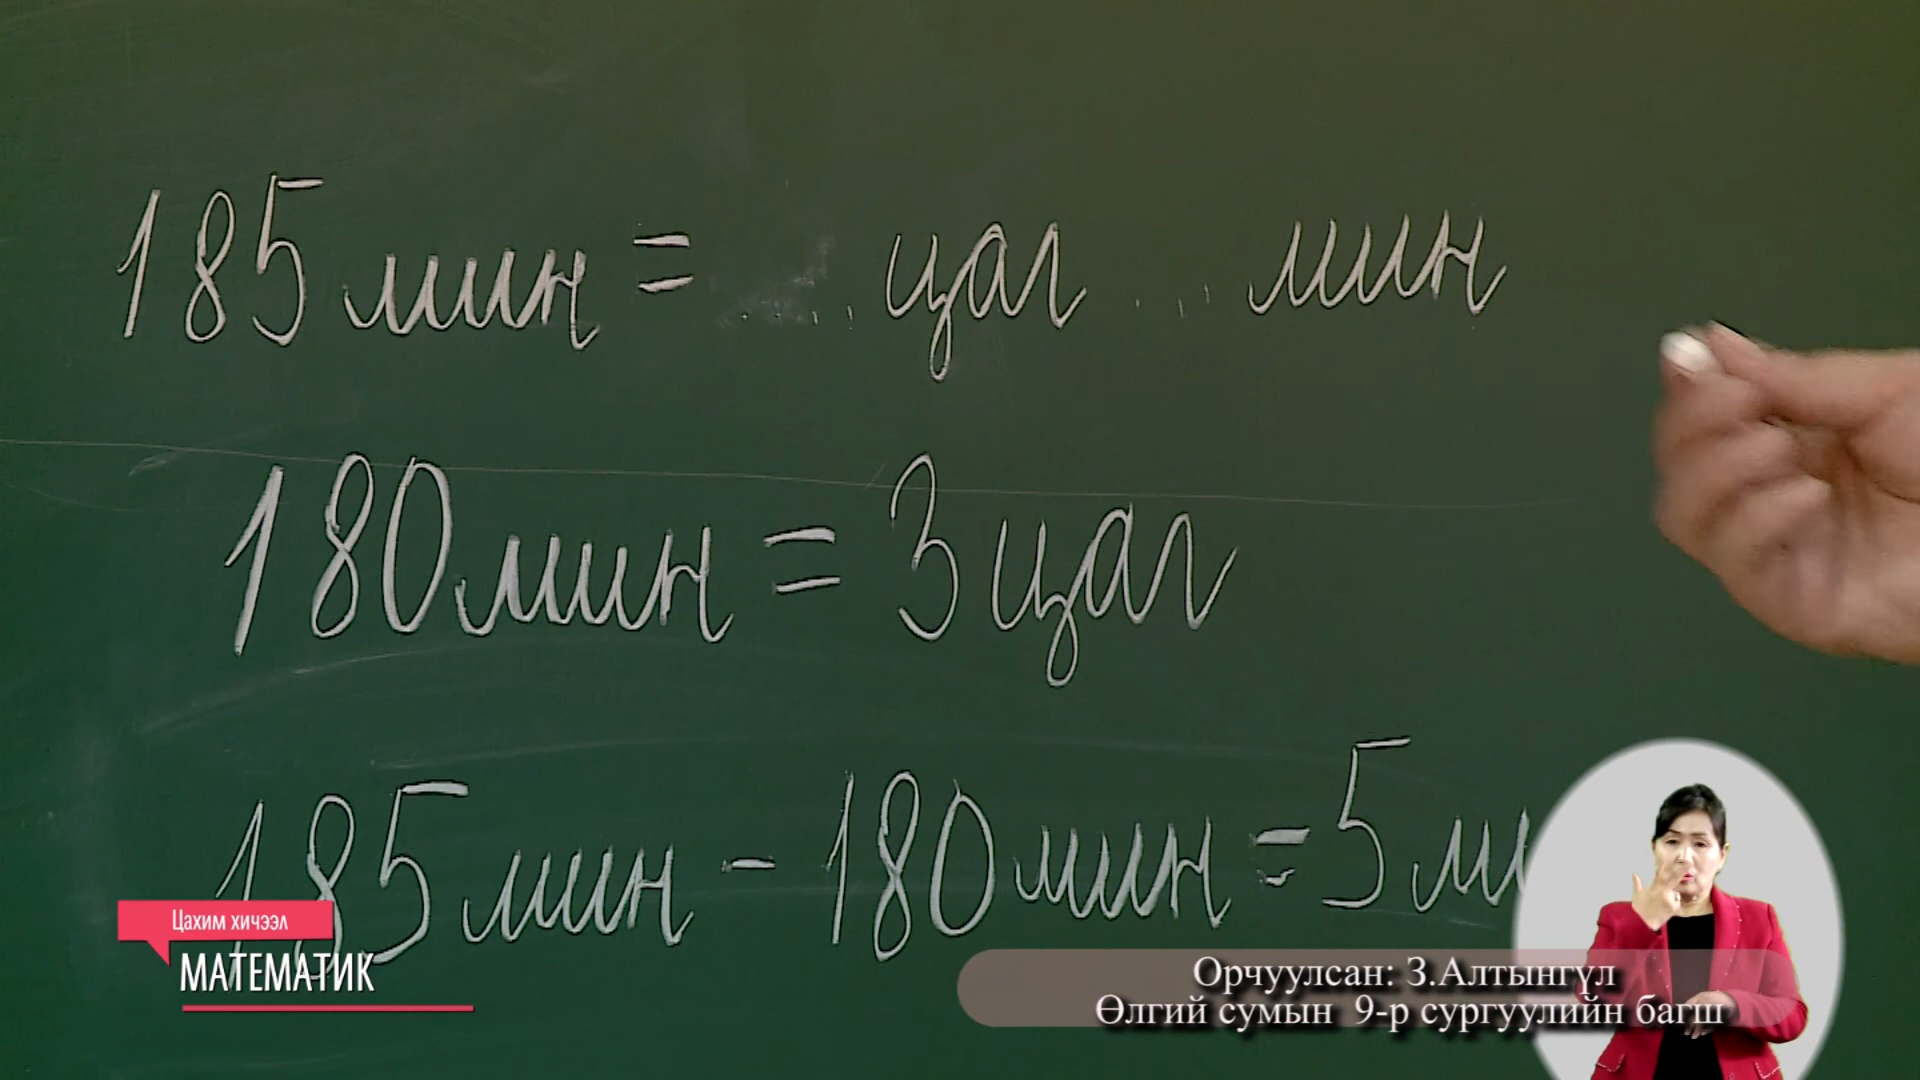 185 мин = .... цаг ... мин
180 мин = 3 цаг
185 мин - 180 мин = 5 ми
Цахим хичээл
МАТЕМАТИК
Орчуулсан: З.Алтынгүл
Өлгий сумын 9-р сургуулийн багш